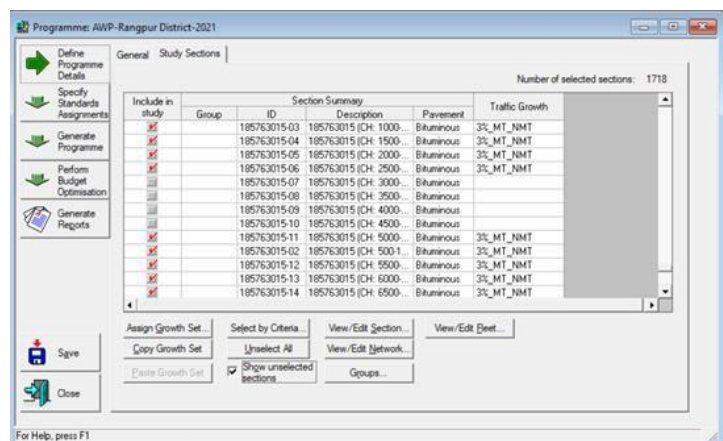 Programme: AWP-Rangpur District-2021
Define Programme Details
Specify Standards Assignments
Generate Programme
Perform Budget Optimisation
Generate Reports
Save
Close
General Study Sections
Number of selected sections: 1718
Include in study Section Summary Traffic Growth
Group ID Description Pavement
185763015-03 185763015 (CH: 1000-... Bituminous 3%_MT_NMT
185763015-04 185763015 (CH: 1500-... Bituminous 3%_MT_NMT
185763015-05 185763015 (CH: 2000-... Bituminous 3%_MT_NMT
185763015-06 185763015 (CH: 2500-... Bituminous 3%_MT_NMT
185763015-07 185763015 (CH: 3000-... Bituminous
185763015-08 185763015 (CH: 3500-... Bituminous
185763015-09 185763015 (CH: 4000-... Bituminous
185763015-10 185763015 (CH: 4500-... Bituminous
185763015-11 185763015 (CH: 5000-... Bituminous 3%_MT_NMT
185763015-02 185763015 (CH: 500-1... Bituminous 3%_MT_NMT
185763015-12 185763015 (CH: 5500-... Bituminous 3%_MT_NMT
185763015-13 185763015 (CH: 6000-... Bituminous 3%_MT_NMT
185763015-14 185763015 (CH: 6500-... Bituminous 3%_MT_NMT
Assign Growth Set... Select by Criteria... View/Edit Section... View/Edit Fleet...
Copy Growth Set Unselect All View/Edit Network...
Paste Growth Set Show unselected sections Groups...
For Help, press F1